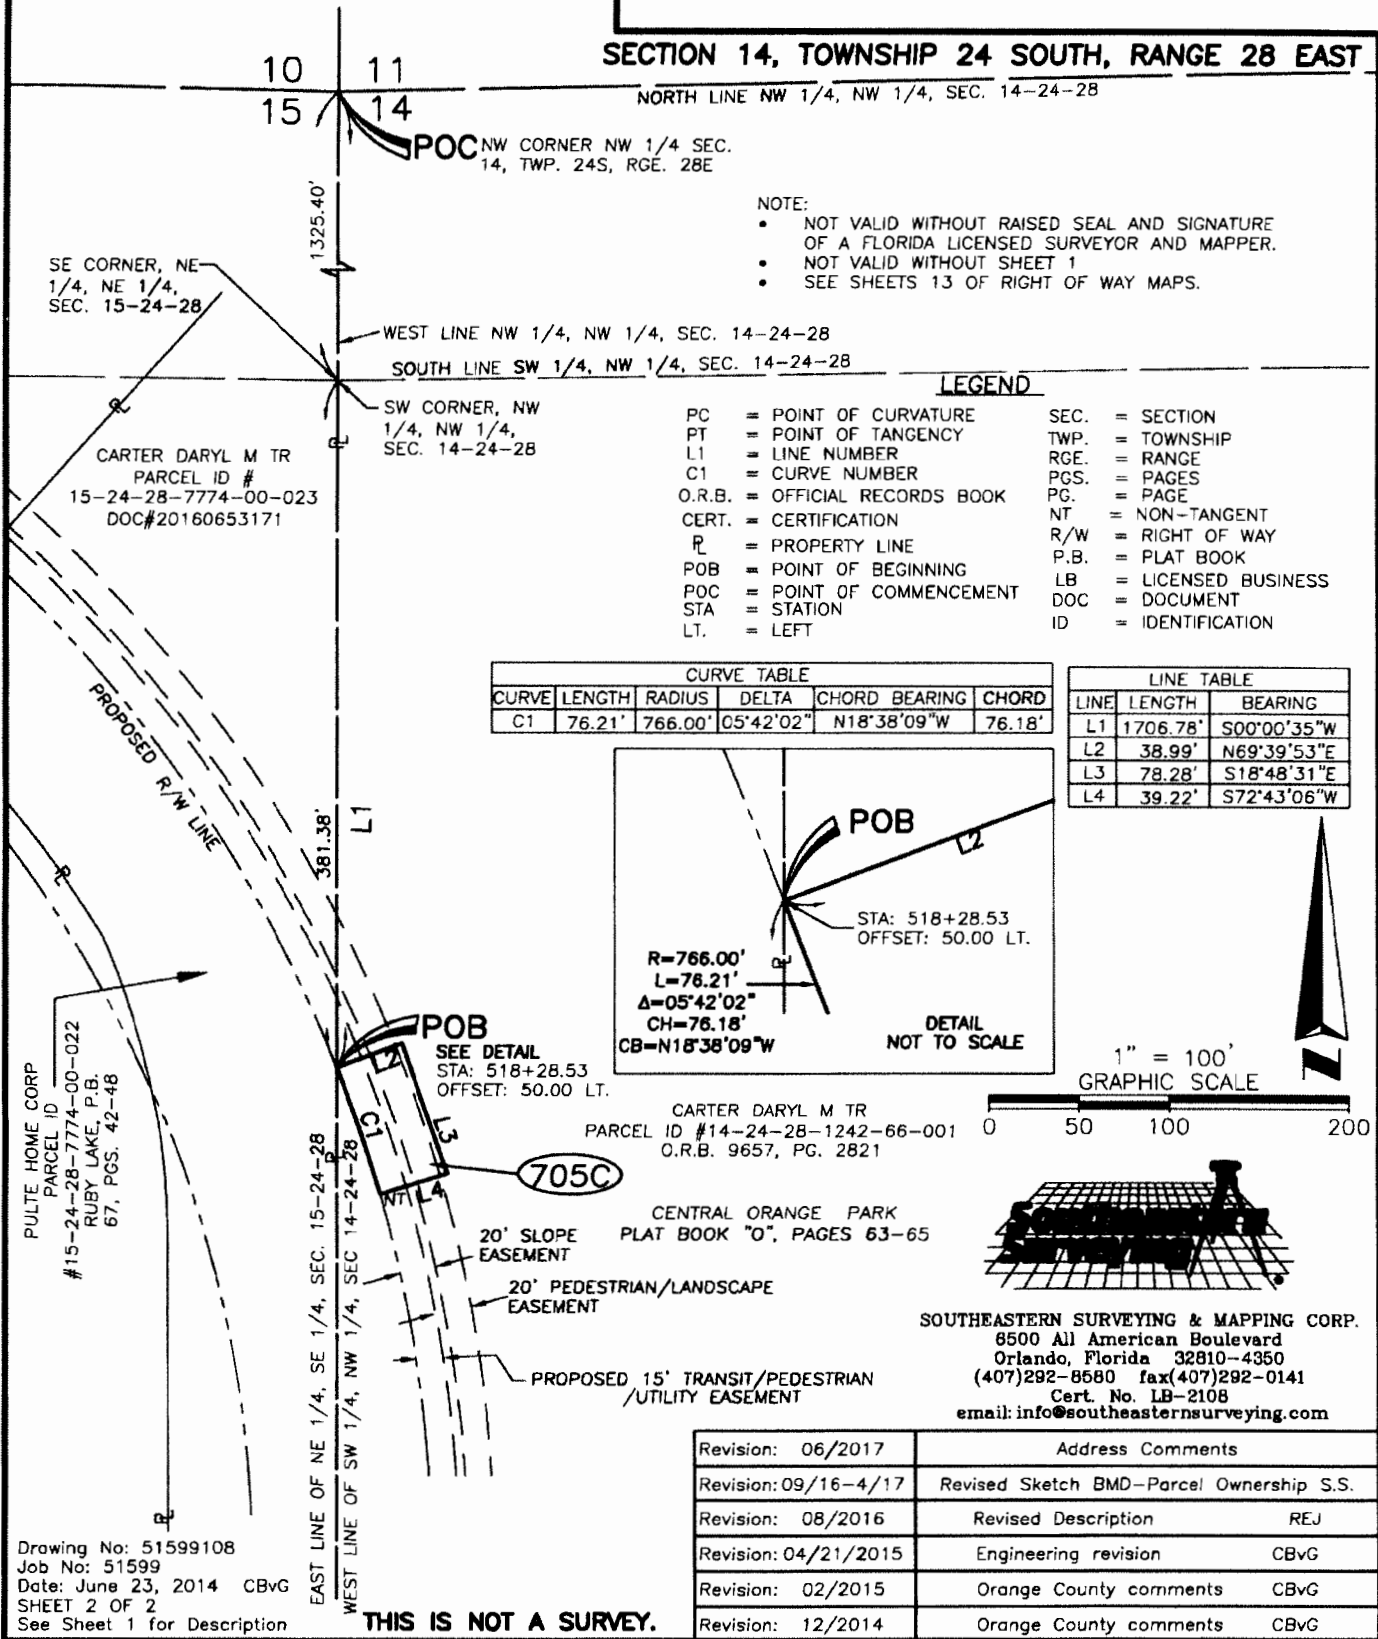 SECTION 14, TOWNSHIP 24 SOUTH, RANGE 28 EAST
10 11
15 14
NORTH LINE NW 1/4, NW 1/4, SEC. 14-24-28
POC NW CORNER NW 1/4 SEC.
14, TWP. 24S, RGE. 28E
1325.40'
NOTE:
• NOT VALID WITHOUT RAISED SEAL AND SIGNATURE
OF A FLORIDA LICENSED SURVEYOR AND MAPPER.
• NOT VALID WITHOUT SHEET 1
• SEE SHEETS 13 OF RIGHT OF WAY MAPS.
SE CORNER, NE
1/4, NE 1/4,
SEC. 15-24-28
WEST LINE NW 1/4, NW 1/4, SEC. 14-24-28
SOUTH LINE SW 1/4, NW 1/4, SEC. 14-24-28
SW CORNER, NW
1/4, NW 1/4,
SEC. 14-24-28
CARTER DARYL M TR
PARCEL ID #
15-24-28-7774-00-023
DOC#20160653171
LEGEND
PC = POINT OF CURVATURE
PT = POINT OF TANGENCY
L1 = LINE NUMBER
C1 = CURVE NUMBER
O.R.B. = OFFICIAL RECORDS BOOK
CERT. = CERTIFICATION
PL = PROPERTY LINE
POB = POINT OF BEGINNING
POC = POINT OF COMMENCEMENT
STA = STATION
LT. = LEFT
SEC. = SECTION
TWP. = TOWNSHIP
RGE. = RANGE
PGS. = PAGES
PG. = PAGE
NT = NON-TANGENT
R/W = RIGHT OF WAY
P.B. = PLAT BOOK
LB = LICENSED BUSINESS
DOC = DOCUMENT
ID = IDENTIFICATION
CURVE TABLE
CURVE LENGTH RADIUS DELTA CHORD BEARING CHORD
C1 76.21' 766.00' 05°42'02" N18°38'09"W 76.18'
LINE TABLE
LINE LENGTH BEARING
L1 1706.78' S00°00'35"W
L2 38.99' N69°39'53"E
L3 78.28' S18°48'31"E
L4 39.22' S72°43'06"W
PROPOSED R/W LINE
381.38'
L1
POB
L2
STA: 518+28.53
OFFSET: 50.00 LT.
R=766.00'
L=76.21'
Δ=05°42'02"
CH=76.18'
CB=N18°38'09"W
DETAIL
NOT TO SCALE
PL
PL
PL
PL
PL
PL
N
1" = 100'
GRAPHIC SCALE
0 50 100 200
POB
SEE DETAIL
STA: 518+28.53
OFFSET: 50.00 LT.
L2
C1
L3
NT L4
705C
CARTER DARYL M TR
PARCEL ID #14-24-28-1242-66-001
O.R.B. 9657, PG. 2821
CENTRAL ORANGE PARK
PLAT BOOK "O", PAGES 63-65
PULTE HOME CORP
PARCEL ID
#15-24-28-7774-00-022
RUBY LAKE, P.B.
67, PGS. 42-48
20' SLOPE
EASEMENT
20' PEDESTRIAN/LANDSCAPE
EASEMENT
PROPOSED 15' TRANSIT/PEDESTRIAN
/UTILITY EASEMENT
EAST LINE OF NE 1/4, SE 1/4, SEC. 15-24-28
WEST LINE OF SW 1/4, NW 1/4, SEC 14-24-28
Southeastern
Surveying
SOUTHEASTERN SURVEYING & MAPPING CORP.
6500 All American Boulevard
Orlando, Florida 32810-4350
(407)292-8580 fax(407)292-0141
Cert. No. LB-2108
email: info@southeasternsurveying.com
Revision: 06/2017 Address Comments
Revision: 09/16-4/17 Revised Sketch BMD-Parcel Ownership S.S.
Revision: 08/2016 Revised Description REJ
Revision: 04/21/2015 Engineering revision CBvG
Revision: 02/2015 Orange County comments CBvG
Revision: 12/2014 Orange County comments CBvG
Drawing No: 51599108
Job No: 51599
Date: June 23, 2014 CBvG
SHEET 2 OF 2
See Sheet 1 for Description
THIS IS NOT A SURVEY.